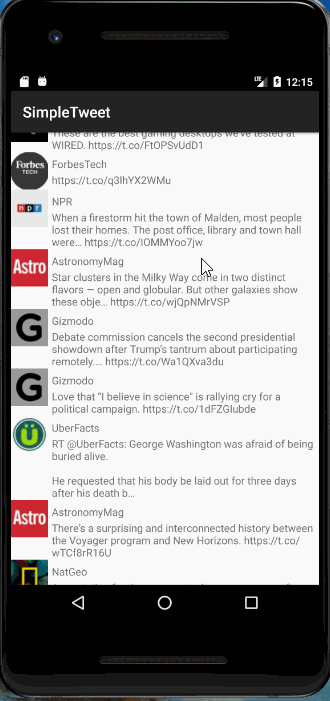 LTE 12:15
SimpleTweet
These are the best gaming desktops we've tested at
WIRED. https://t.co/FtOPSvUdD1
Forbes
TECH
ForbesTech
https://t.co/q3lhYX2WMu
n p r
NPR
When a firestorm hit the town of Malden, most people
lost their homes. The post office, library and town hall
were… https://t.co/IOMMYoo7jw
Astro
AstronomyMag
Star clusters in the Milky Way come in two distinct
flavors — open and globular. But other galaxies show
these obje… https://t.co/wjQpNMrVSP
G
Gizmodo
Debate commission cancels the second presidential
showdown after Trump's tantrum about participating
remotely.… https://t.co/Wa1QXva3du
G
Gizmodo
Love that "I believe in science" is rallying cry for a
political campaign. https://t.co/1dFZGIubde
Ü
UberFacts
RT @UberFacts: George Washington was afraid of being
buried alive.
He requested that his body be laid out for three days
after his death b…
Astro
AstronomyMag
There's a surprising and interconnected history between
the Voyager program and New Horizons. https://t.co/
wTCf8rR16U
NatGeo